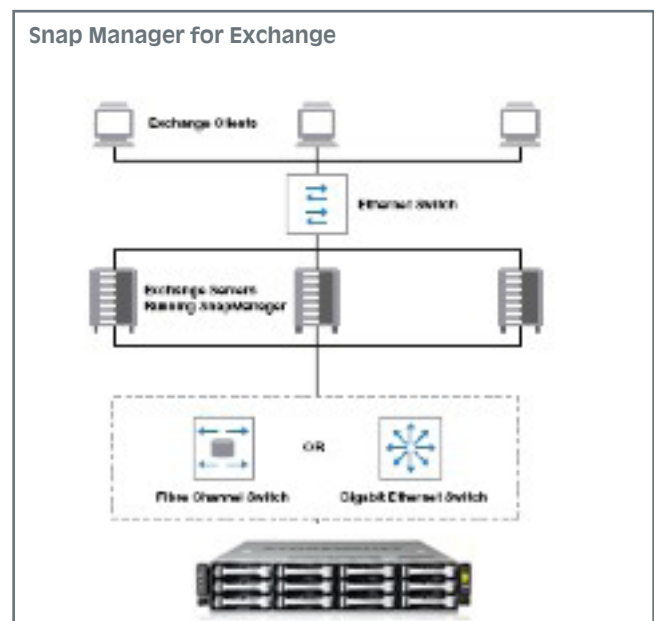 Snap Manager for Exchange
Exchange Clients
Ethernet Switch
Exchange Servers
Running SnapManager
OR
Fibre Channel Switch
Gigabit Ethernet Switch